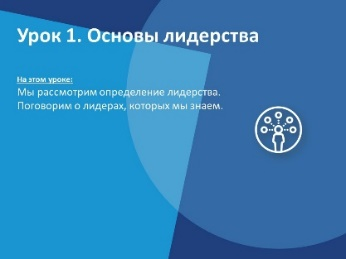 Урок 1. Основы лидерства
На этом уроке:
Мы рассмотрим определение лидерства.
Поговорим о лидерах, которых мы знаем.